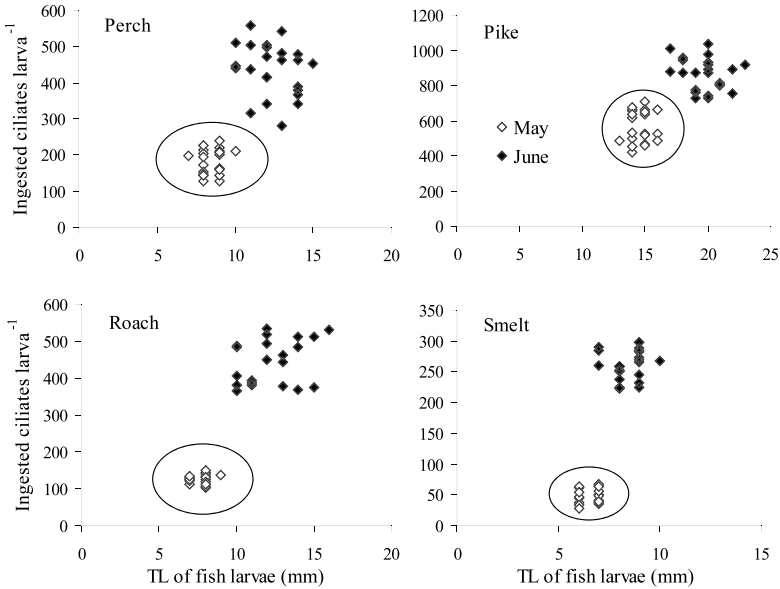 Perch
Ingested ciliates larva⁻¹
600
500
400
300
200
100
0
0 5 10 15 20
Pike
1200
1000
800
600
400
200
0
0 5 10 15 20 25
May
June
Roach
Ingested ciliates larva⁻¹
600
500
400
300
200
100
0
0 5 10 15 20
TL of fish larvae (mm)
Smelt
350
300
250
200
150
100
50
0
0 5 10 15
TL of fish larvae (mm)